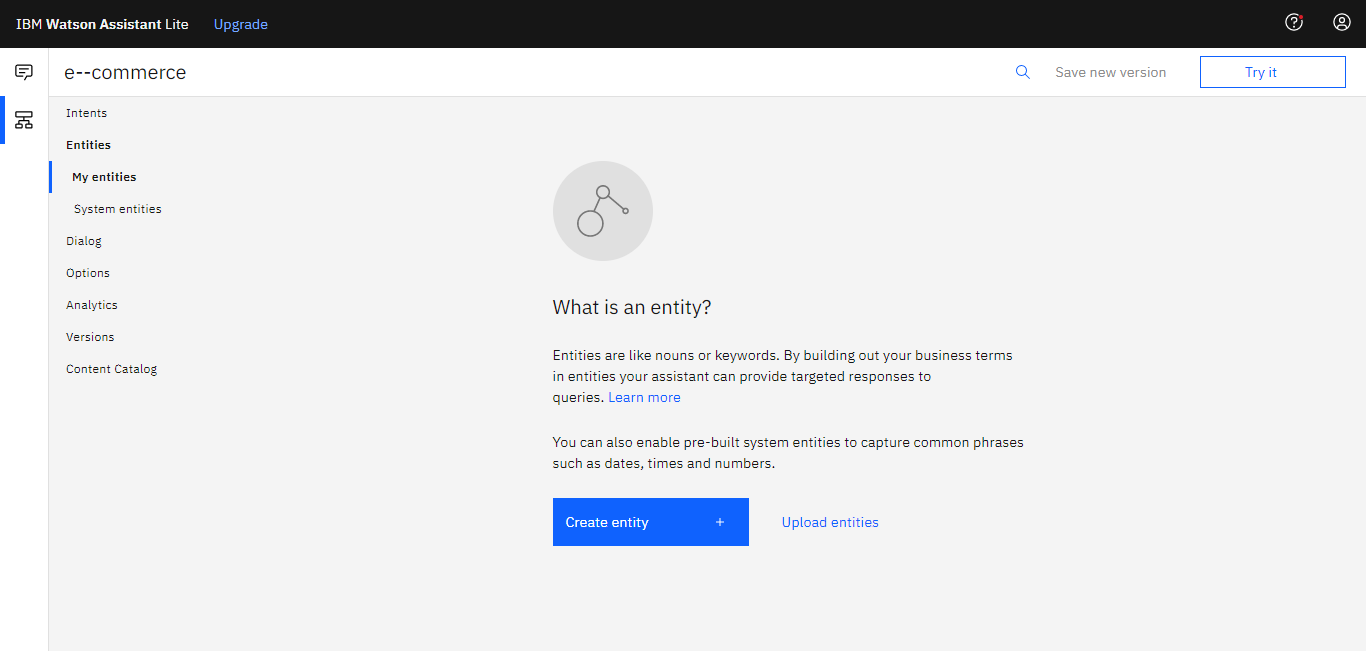 IBM Watson Assistant Lite Upgrade
e--commerce Save new version Try it
Intents
Entities
My entities
System entities
Dialog
Options
Analytics
Versions
Content Catalog
What is an entity?
Entities are like nouns or keywords. By building out your business terms
in entities your assistant can provide targeted responses to
queries. Learn more
You can also enable pre-built system entities to capture common phrases
such as dates, times and numbers.
Create entity + Upload entities